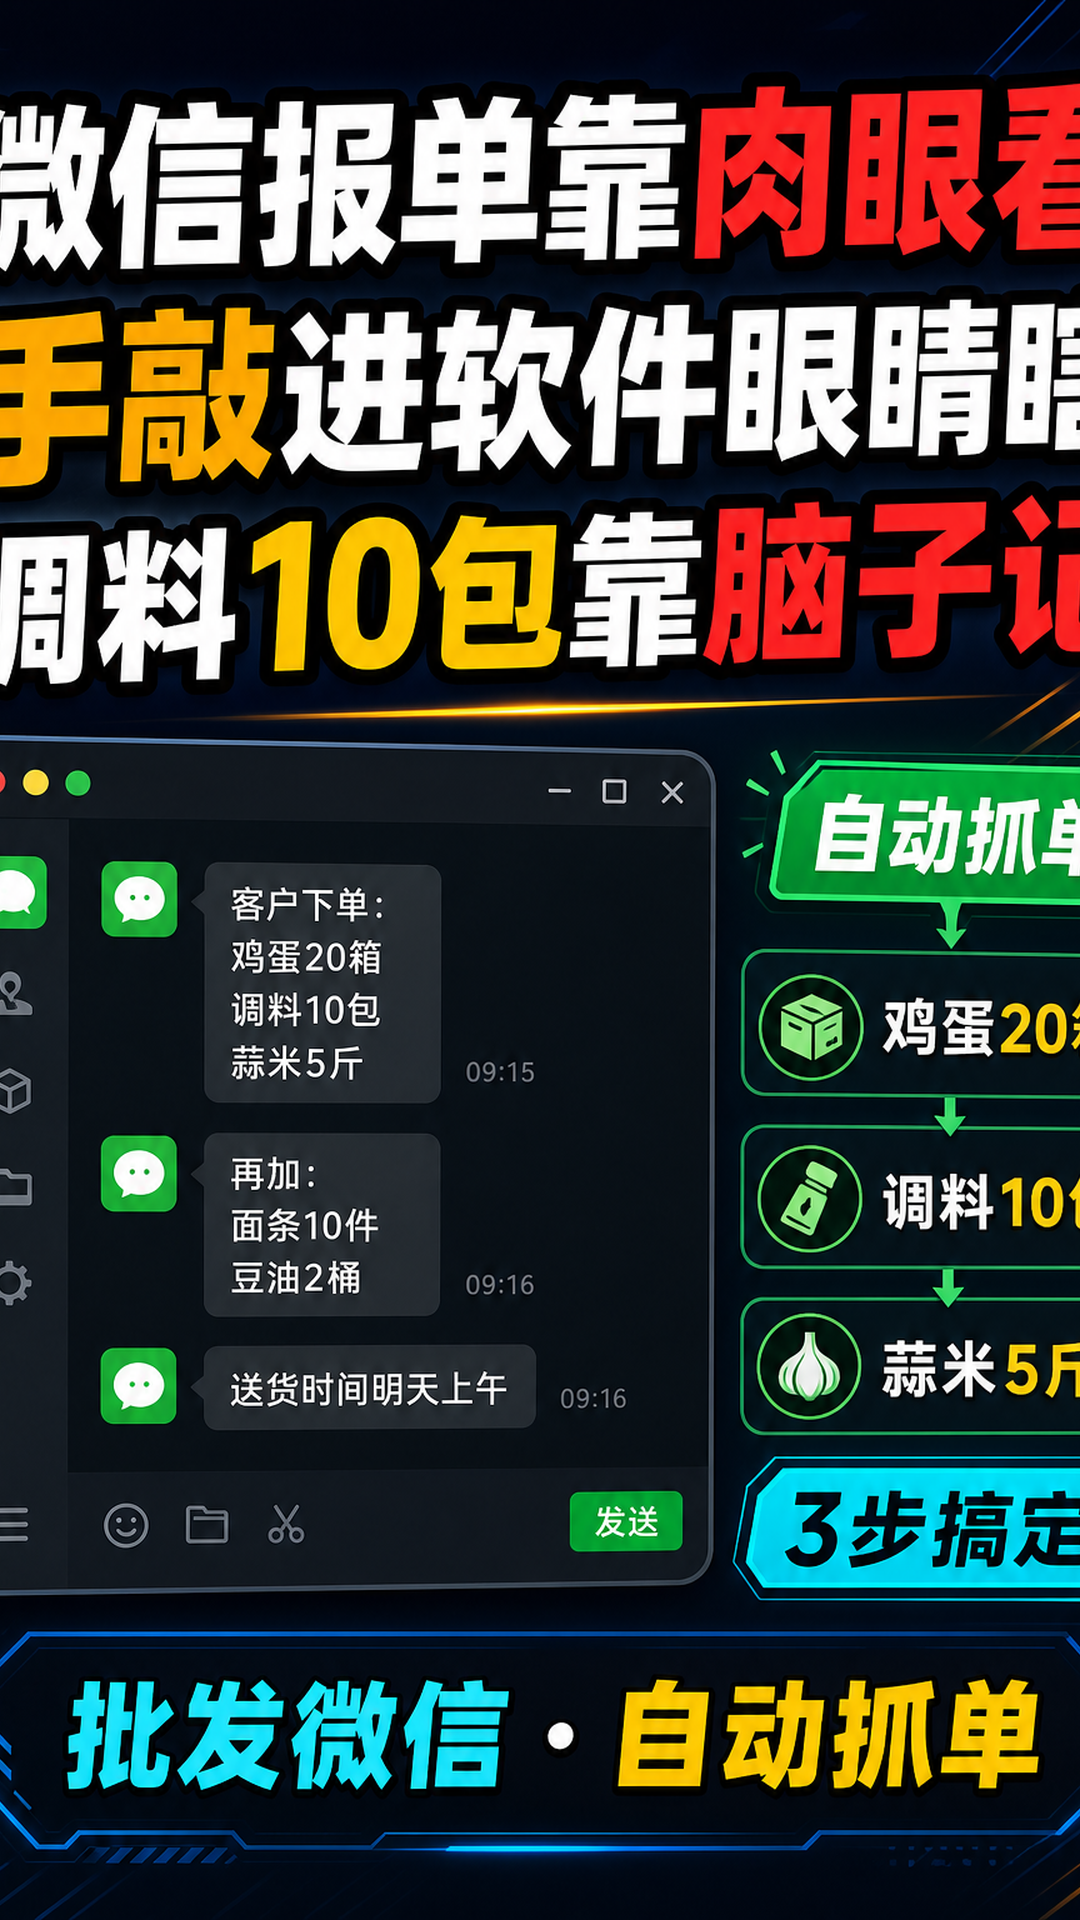 微信报单靠肉眼看
手敲进软件眼睛瞎
调料10包靠脑子记
客户下单：
鸡蛋20箱
调料10包
蒜米5斤
09:15
再加：
面条10件
豆油2桶
09:16
送货时间明天上午
09:16
发送
自动抓单
鸡蛋20箱
调料10包
蒜米5斤
3步搞定
批发微信·自动抓单